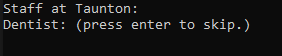 Staff at Taunton:
Dentist: (press enter to skip.)